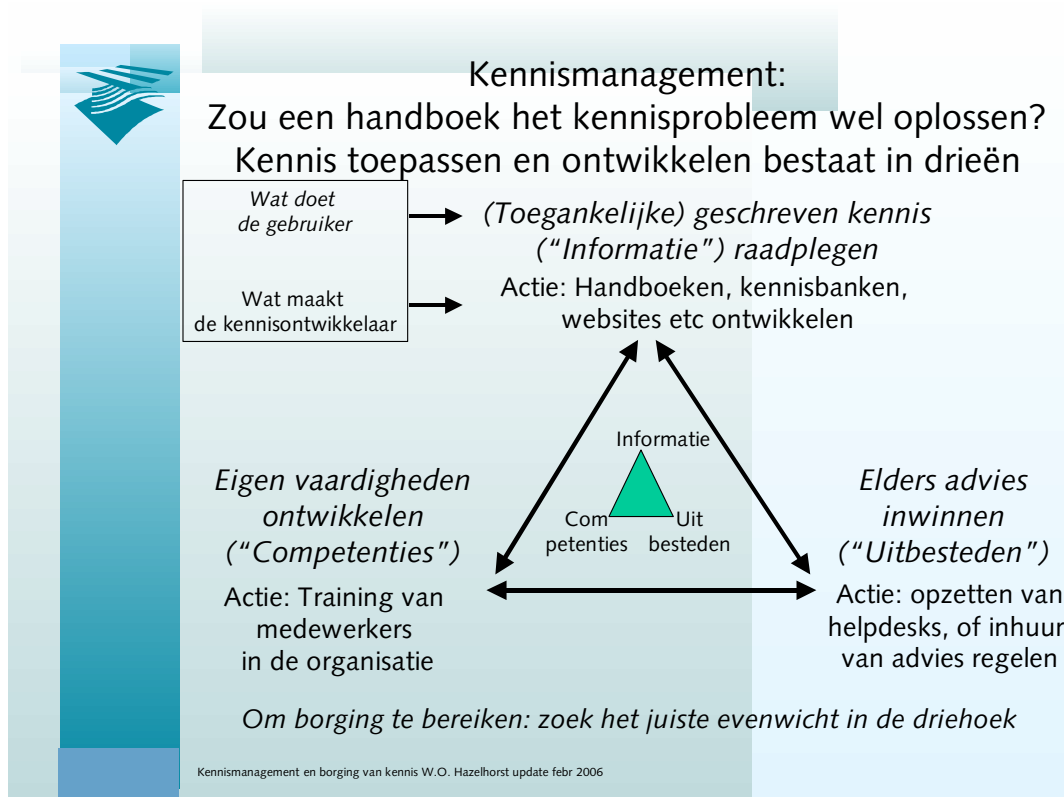 Kennismanagement:
Zou een handboek het kennisprobleem wel oplossen?
Kennis toepassen en ontwikkelen bestaat in drieën
Wat doet
de gebruiker
Wat maakt
de kennisontwikkelaar
(Toegankelijke) geschreven kennis
(“Informatie”) raadplegen
Actie: Handboeken, kennisbanken,
websites etc ontwikkelen
Informatie
Com
petenties
Uit
besteden
Eigen vaardigheden
ontwikkelen
(“Competenties”)
Actie: Training van
medewerkers
in de organisatie
Elders advies
inwinnen
(“Uitbesteden”)
Actie: opzetten van
helpdesks, of inhuur
van advies regelen
Om borging te bereiken: zoek het juiste evenwicht in de driehoek
Kennismanagement en borging van kennis W.O. Hazelhorst update febr 2006